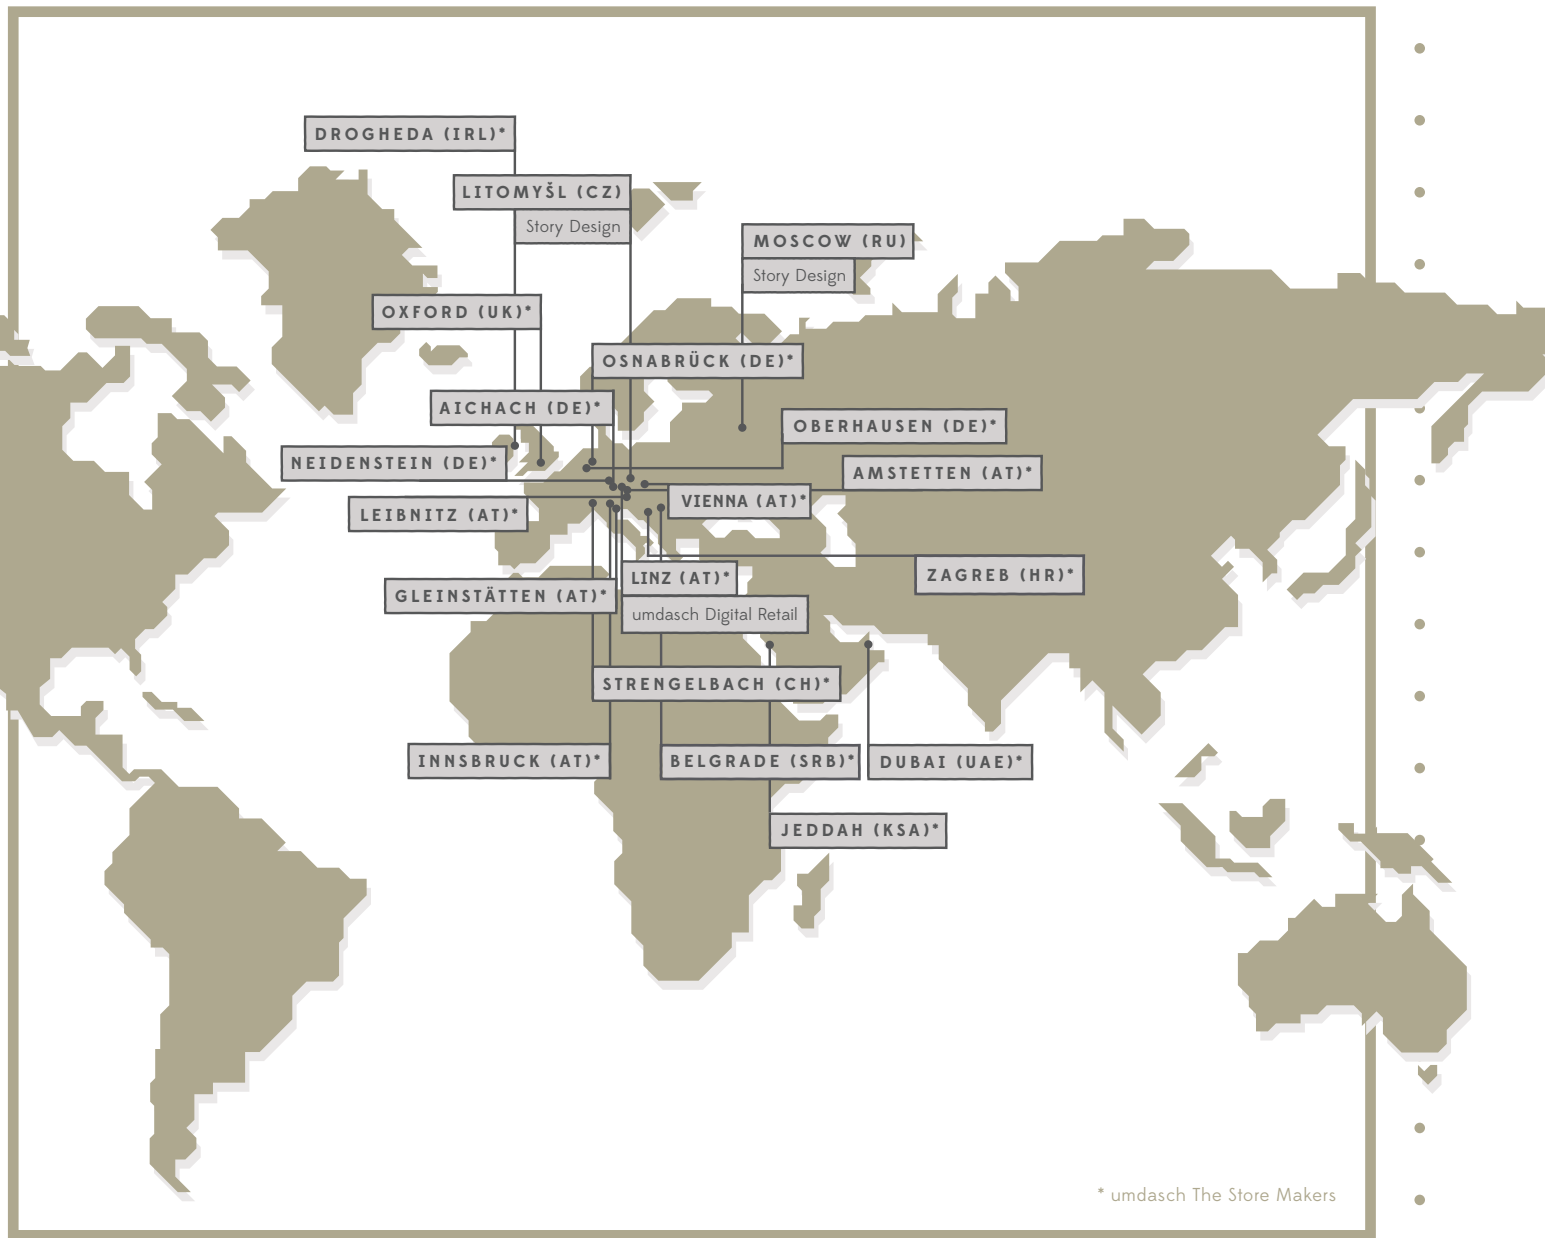 DROGHEDA (IRL)*
LITOMYŠL (CZ)
Story Design
MOSCOW (RU)
Story Design
OXFORD (UK)*
OSNABRÜCK (DE)*
AICHACH (DE)*
OBERHAUSEN (DE)*
NEIDENSTEIN (DE)*
AMSTETTEN (AT)*
VIENNA (AT)*
LEIBNITZ (AT)*
ZAGREB (HR)*
LINZ (AT)*
GLEINSTÄTTEN (AT)*
umdasch Digital Retail
STRENGELBACH (CH)*
INNSBRUCK (AT)*
BELGRADE (SRB)*
DUBAI (UAE)*
JEDDAH (KSA)*
* umdasch The Store Makers